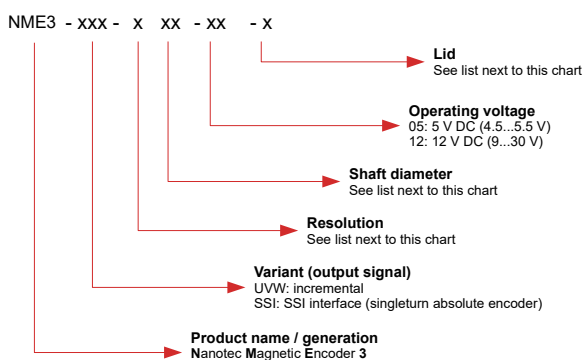 NME3 - xxx - x xx - xx - x
Lid
See list next to this chart
Operating voltage
05: 5 V DC (4.5...5.5 V)
12: 12 V DC (9...30 V)
Shaft diameter
See list next to this chart
Resolution
See list next to this chart
Variant (output signal)
UVW: incremental
SSI: SSI interface (singleturn absolute encoder)
Product name / generation
Nanotec Magnetic Encoder 3